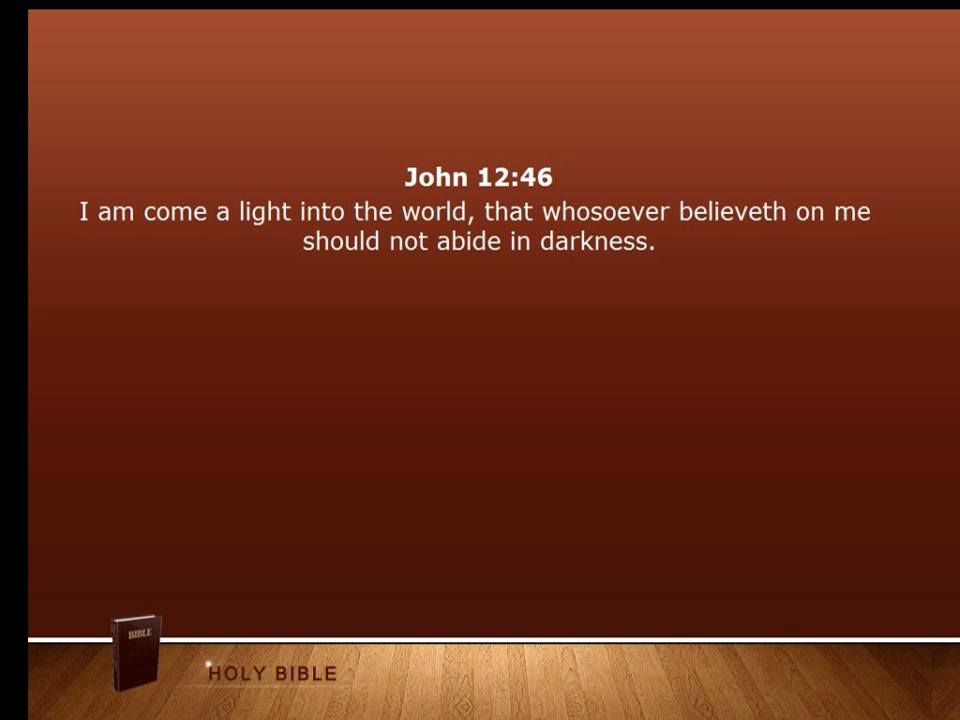 John 12:46
I am come a light into the world, that whosoever believeth on me
should not abide in darkness.
BIBLE
HOLY BIBLE